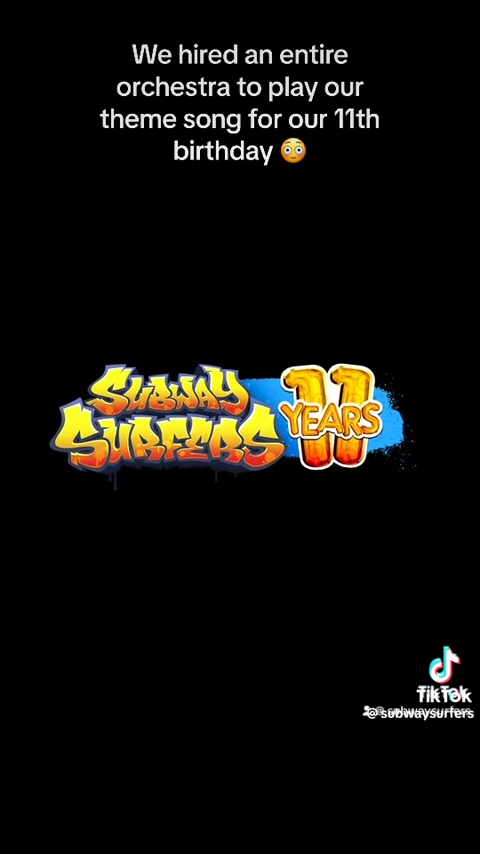 We hired an entire
orchestra to play our
theme song for our 11th
birthday 😳
SUBWAY
SURFERS
11
YEARS
TikTok
@subwaysurfers